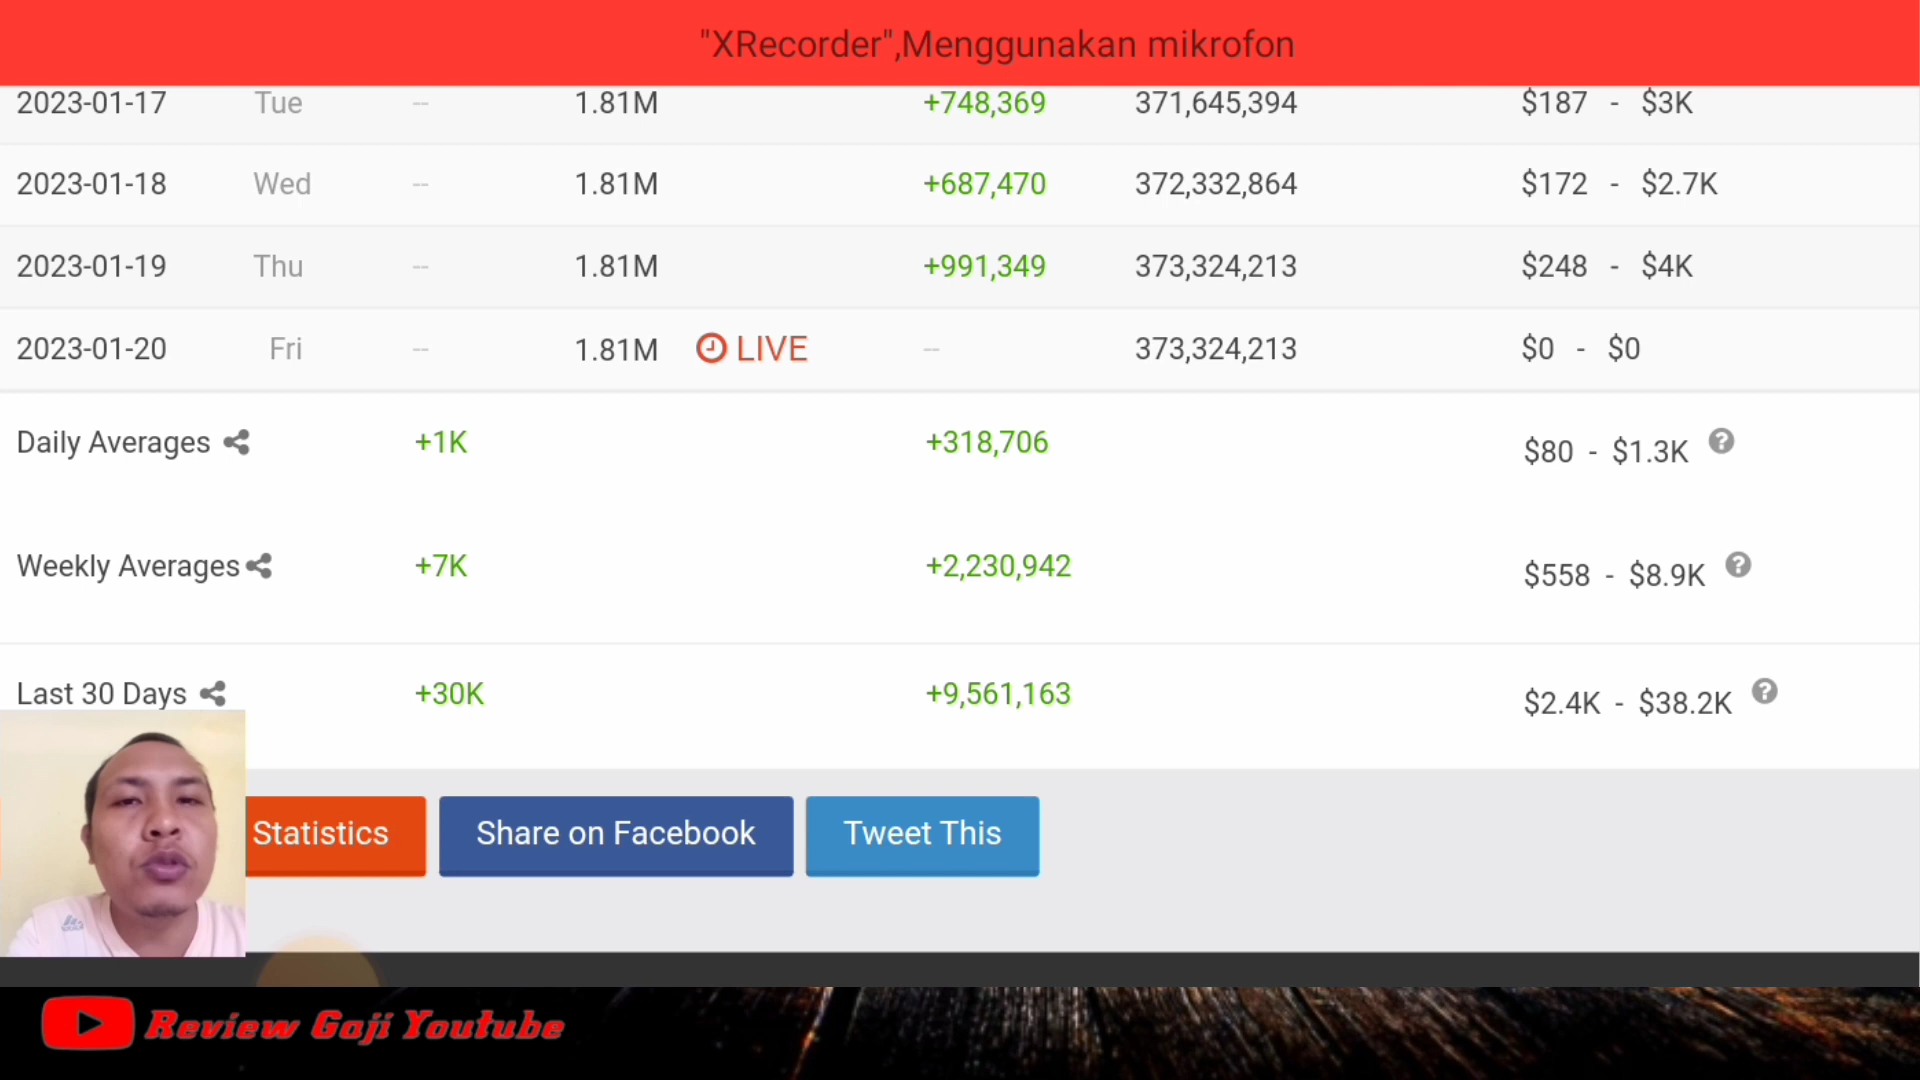 "XRecorder",Menggunakan mikrofon
2023-01-17 Tue -- 1.81M +748,369 371,645,394 $187 - $3K
2023-01-18 Wed -- 1.81M +687,470 372,332,864 $172 - $2.7K
2023-01-19 Thu -- 1.81M +991,349 373,324,213 $248 - $4K
2023-01-20 Fri -- 1.81M LIVE -- 373,324,213 $0 - $0
Daily Averages +1K +318,706 $80 - $1.3K
Weekly Averages +7K +2,230,942 $558 - $8.9K
Last 30 Days +30K +9,561,163 $2.4K - $38.2K
Statistics Share on Facebook Tweet This
Review Gaji Youtube